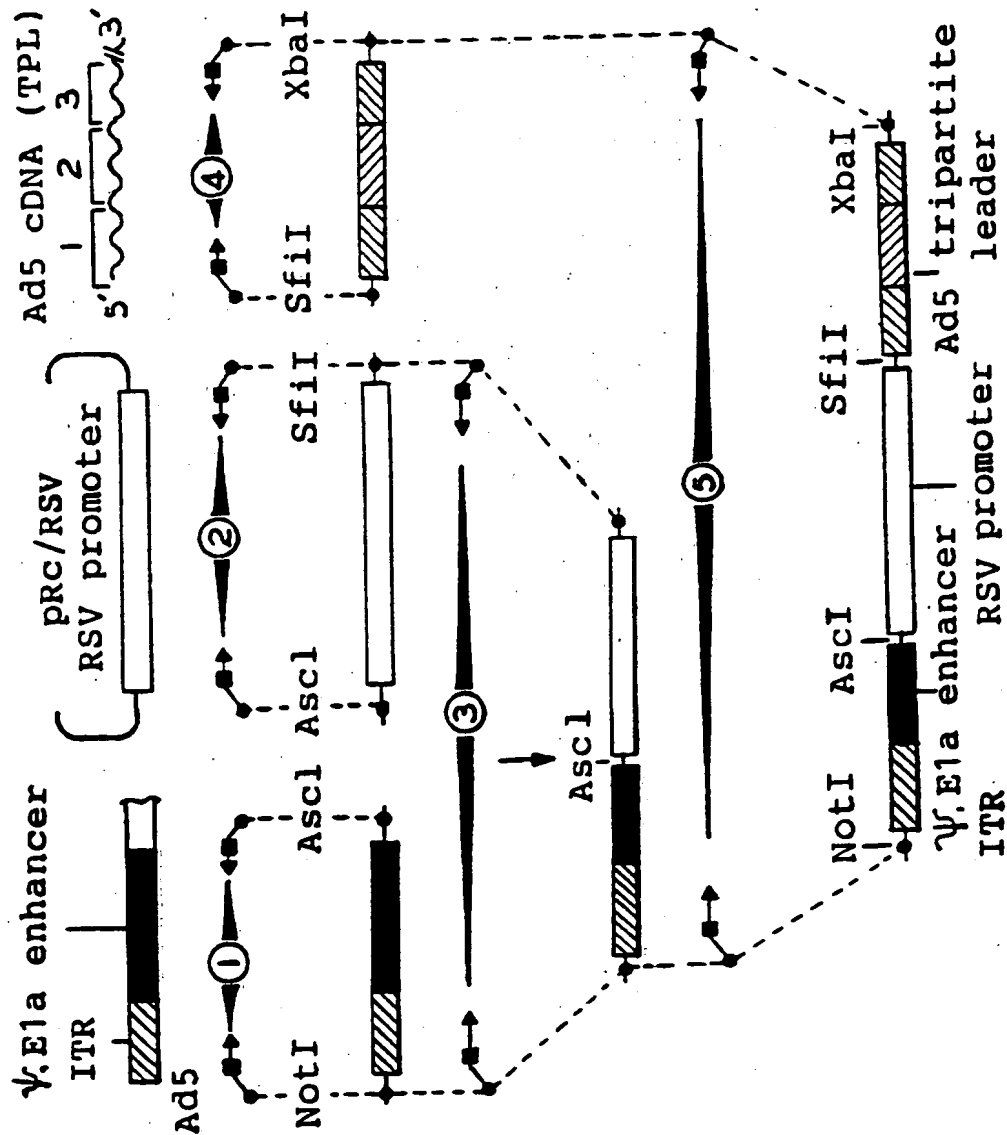 Ψ.E1a enhancer
ITR
Ad5
pRc/RSV
RSV promoter
Ad5 cDNA (TPL)
1 2 3
5' 3'
1
2
4
NotI
AscI
AscI
SfiI
SfiI
XbaI
3
AscI
5
NotI
AscI
SfiI
XbaI
Ψ.E1a enhancer
ITR
RSV promoter
Ad5 tripartite
leader